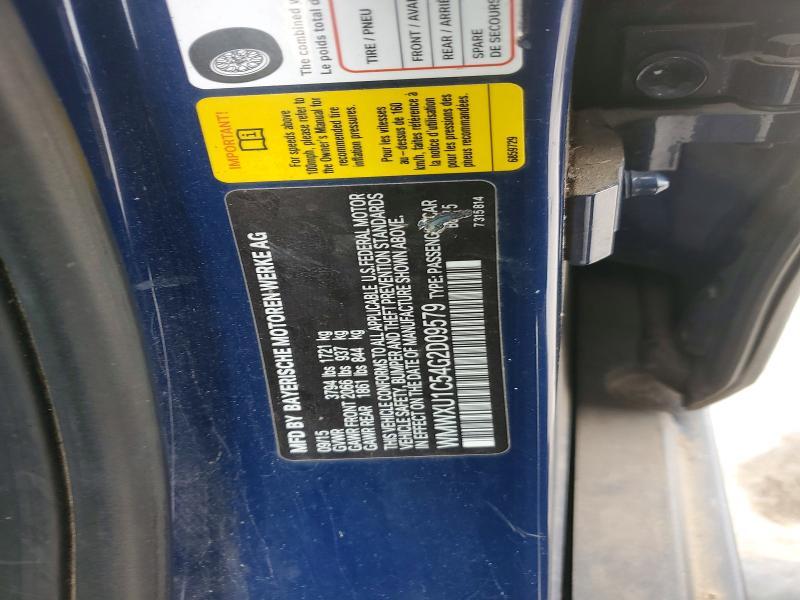 The combined
Le poids total d
TIRE / PNEU
FRONT /
REAR /
SPARE
DE SECOURS
IMPORTANT!
For speeds above
100mph, please refer to
the Owner's Manual for
recommended tire
inflation pressures.
Pour les vitesses
au - dessus de 160
km/h, faites référence à
la notice d'utilisation
pour les pressions des
pneus recommandées.
6859729
MFD BY BAYERISCHE MOTOREN WERKE AG
09/15
GVWR 3794 lbs 1721 kg
GAWR FRONT 2066 lbs 937 kg
GAWR REAR 1861 lbs 844 kg
THIS VEHICLE CONFORMS TO ALL APPLICABLE U.S. FEDERAL MOTOR
VEHICLE SAFETY, BUMPER AND THEFT PREVENTION STANDARDS
IN EFFECT ON THE DATE OF MANUFACTURE SHOWN ABOVE.
WMWXU1C54G2D09579 TYPE: PASSENGER CAR
7315814